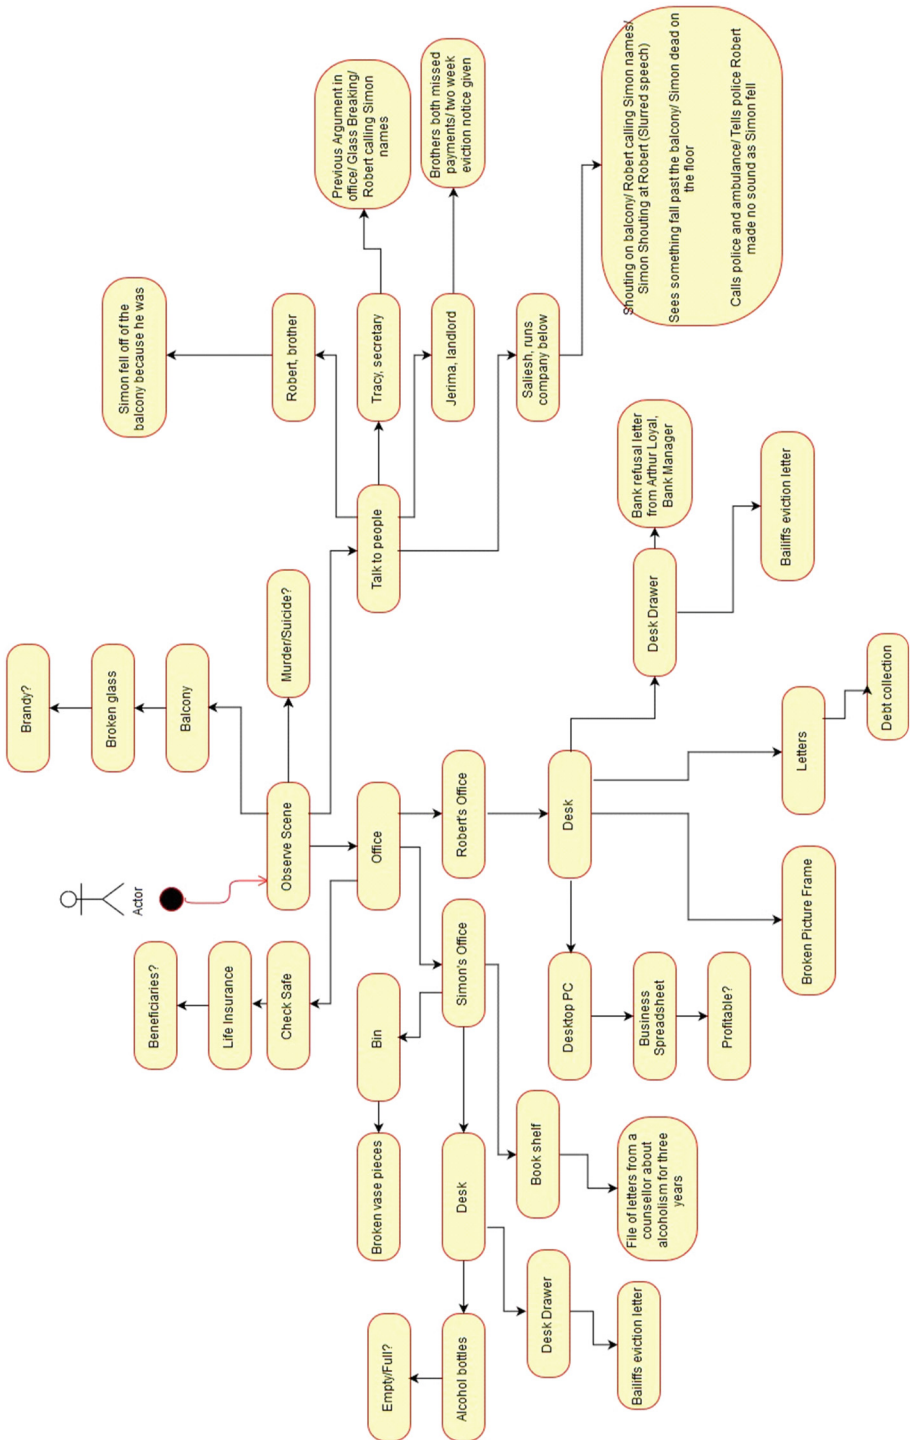 Actor
Observe Scene
Balcony
Broken glass
Brandy?
Murder/Suicide?
Talk to people
Robert, brother
Simon fell off of the
balcony because he was
Tracy, secretary
Previous Argument in
office/ Glass Breaking/
Robert calling Simon
names
Jerima, landlord
Brothers both missed
payments/ two week
eviction notice given
Saliesh, runs
company below
Shouting on balcony/ Robert calling Simon names/
Simon Shouting at Robert (Slurred speech)
Sees something fall past the balcony/ Simon dead on
the floor
Calls police and ambulance/ Tells police Robert
made no sound as Simon fell
Office
Check Safe
Life Insurance
Beneficiaries?
Simon's Office
Bin
Broken vase pieces
Desk
Alcohol bottles
Empty/Full?
Desk Drawer
Bailiffs eviction letter
Book shelf
File of letters from a
counsellor about
alcoholism for three
years
Robert's Office
Desk
Desktop PC
Business
Spreadsheet
Profitable?
Broken Picture Frame
Letters
Debt collection
Desk Drawer
Bank refusal letter
from Arthur Loyal,
Bank Manager
Bailiffs eviction letter